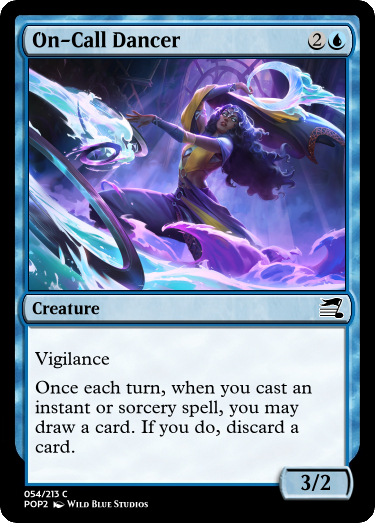 On-Call Dancer 2
Creature
Vigilance
Once each turn, when you cast an
instant or sorcery spell, you may
draw a card. If you do, discard a
card.
3/2
054/213 C
POP2 Wild Blue Studios